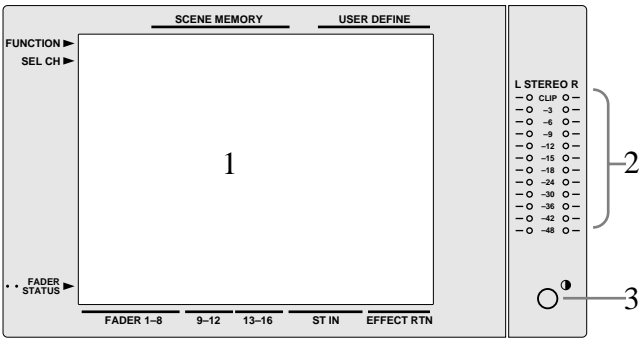 SCENE MEMORY USER DEFINE
FUNCTION
SEL CH
L STEREO R
CLIP
–3
–6
–9
–12
–15
–18
–24
–30
–36
–42
–48
1
2
3
FADER
STATUS
FADER 1–8 9–12 13–16 ST IN EFFECT RTN